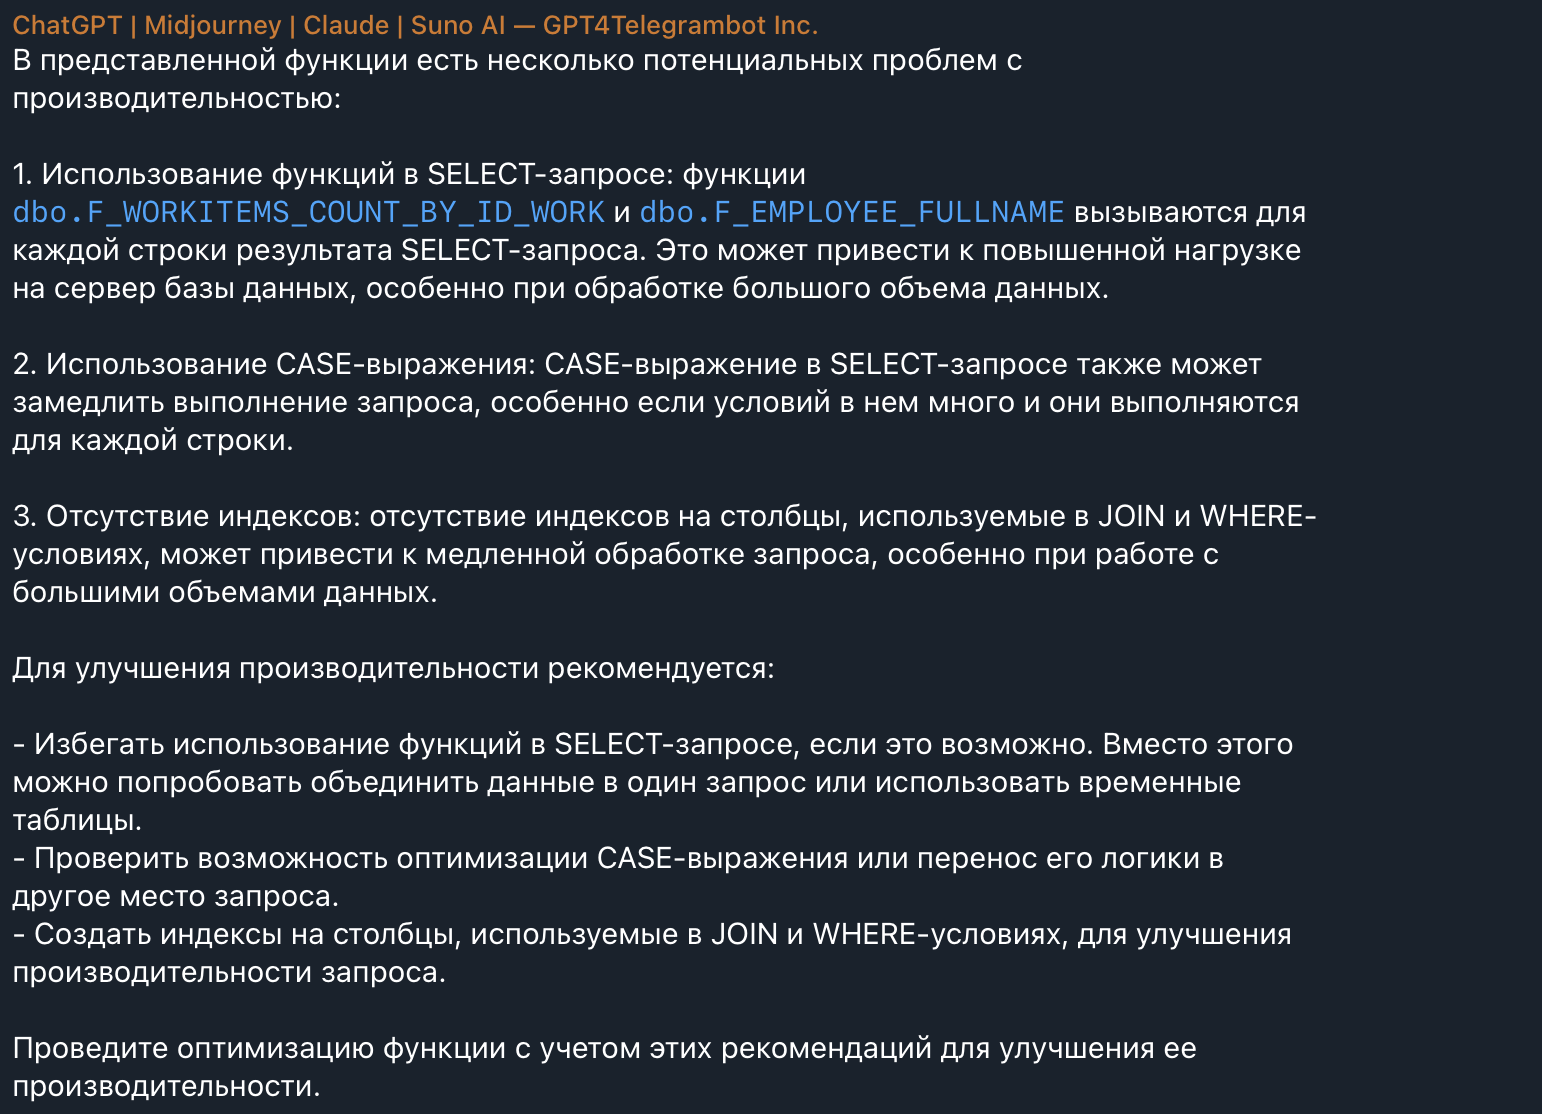 ChatGPT | Midjourney | Claude | Suno AI — GPT4Telegrambot Inc.
В представленной функции есть несколько потенциальных проблем с
производительностью:
1. Использование функций в SELECT-запросе: функции
dbo.F_WORKITEMS_COUNT_BY_ID_WORK и dbo.F_EMPLOYEE_FULLNAME вызываются для
каждой строки результата SELECT-запроса. Это может привести к повышенной нагрузке
на сервер базы данных, особенно при обработке большого объема данных.
2. Использование CASE-выражения: CASE-выражение в SELECT-запросе также может
замедлить выполнение запроса, особенно если условий в нем много и они выполняются
для каждой строки.
3. Отсутствие индексов: отсутствие индексов на столбцы, используемые в JOIN и WHERE-
условиях, может привести к медленной обработке запроса, особенно при работе с
большими объемами данных.
Для улучшения производительности рекомендуется:
- Избегать использование функций в SELECT-запросе, если это возможно. Вместо этого
можно попробовать объединить данные в один запрос или использовать временные
таблицы.
- Проверить возможность оптимизации CASE-выражения или перенос его логики в
другое место запроса.
- Создать индексы на столбцы, используемые в JOIN и WHERE-условиях, для улучшения
производительности запроса.
Проведите оптимизацию функции с учетом этих рекомендаций для улучшения ее
производительности.